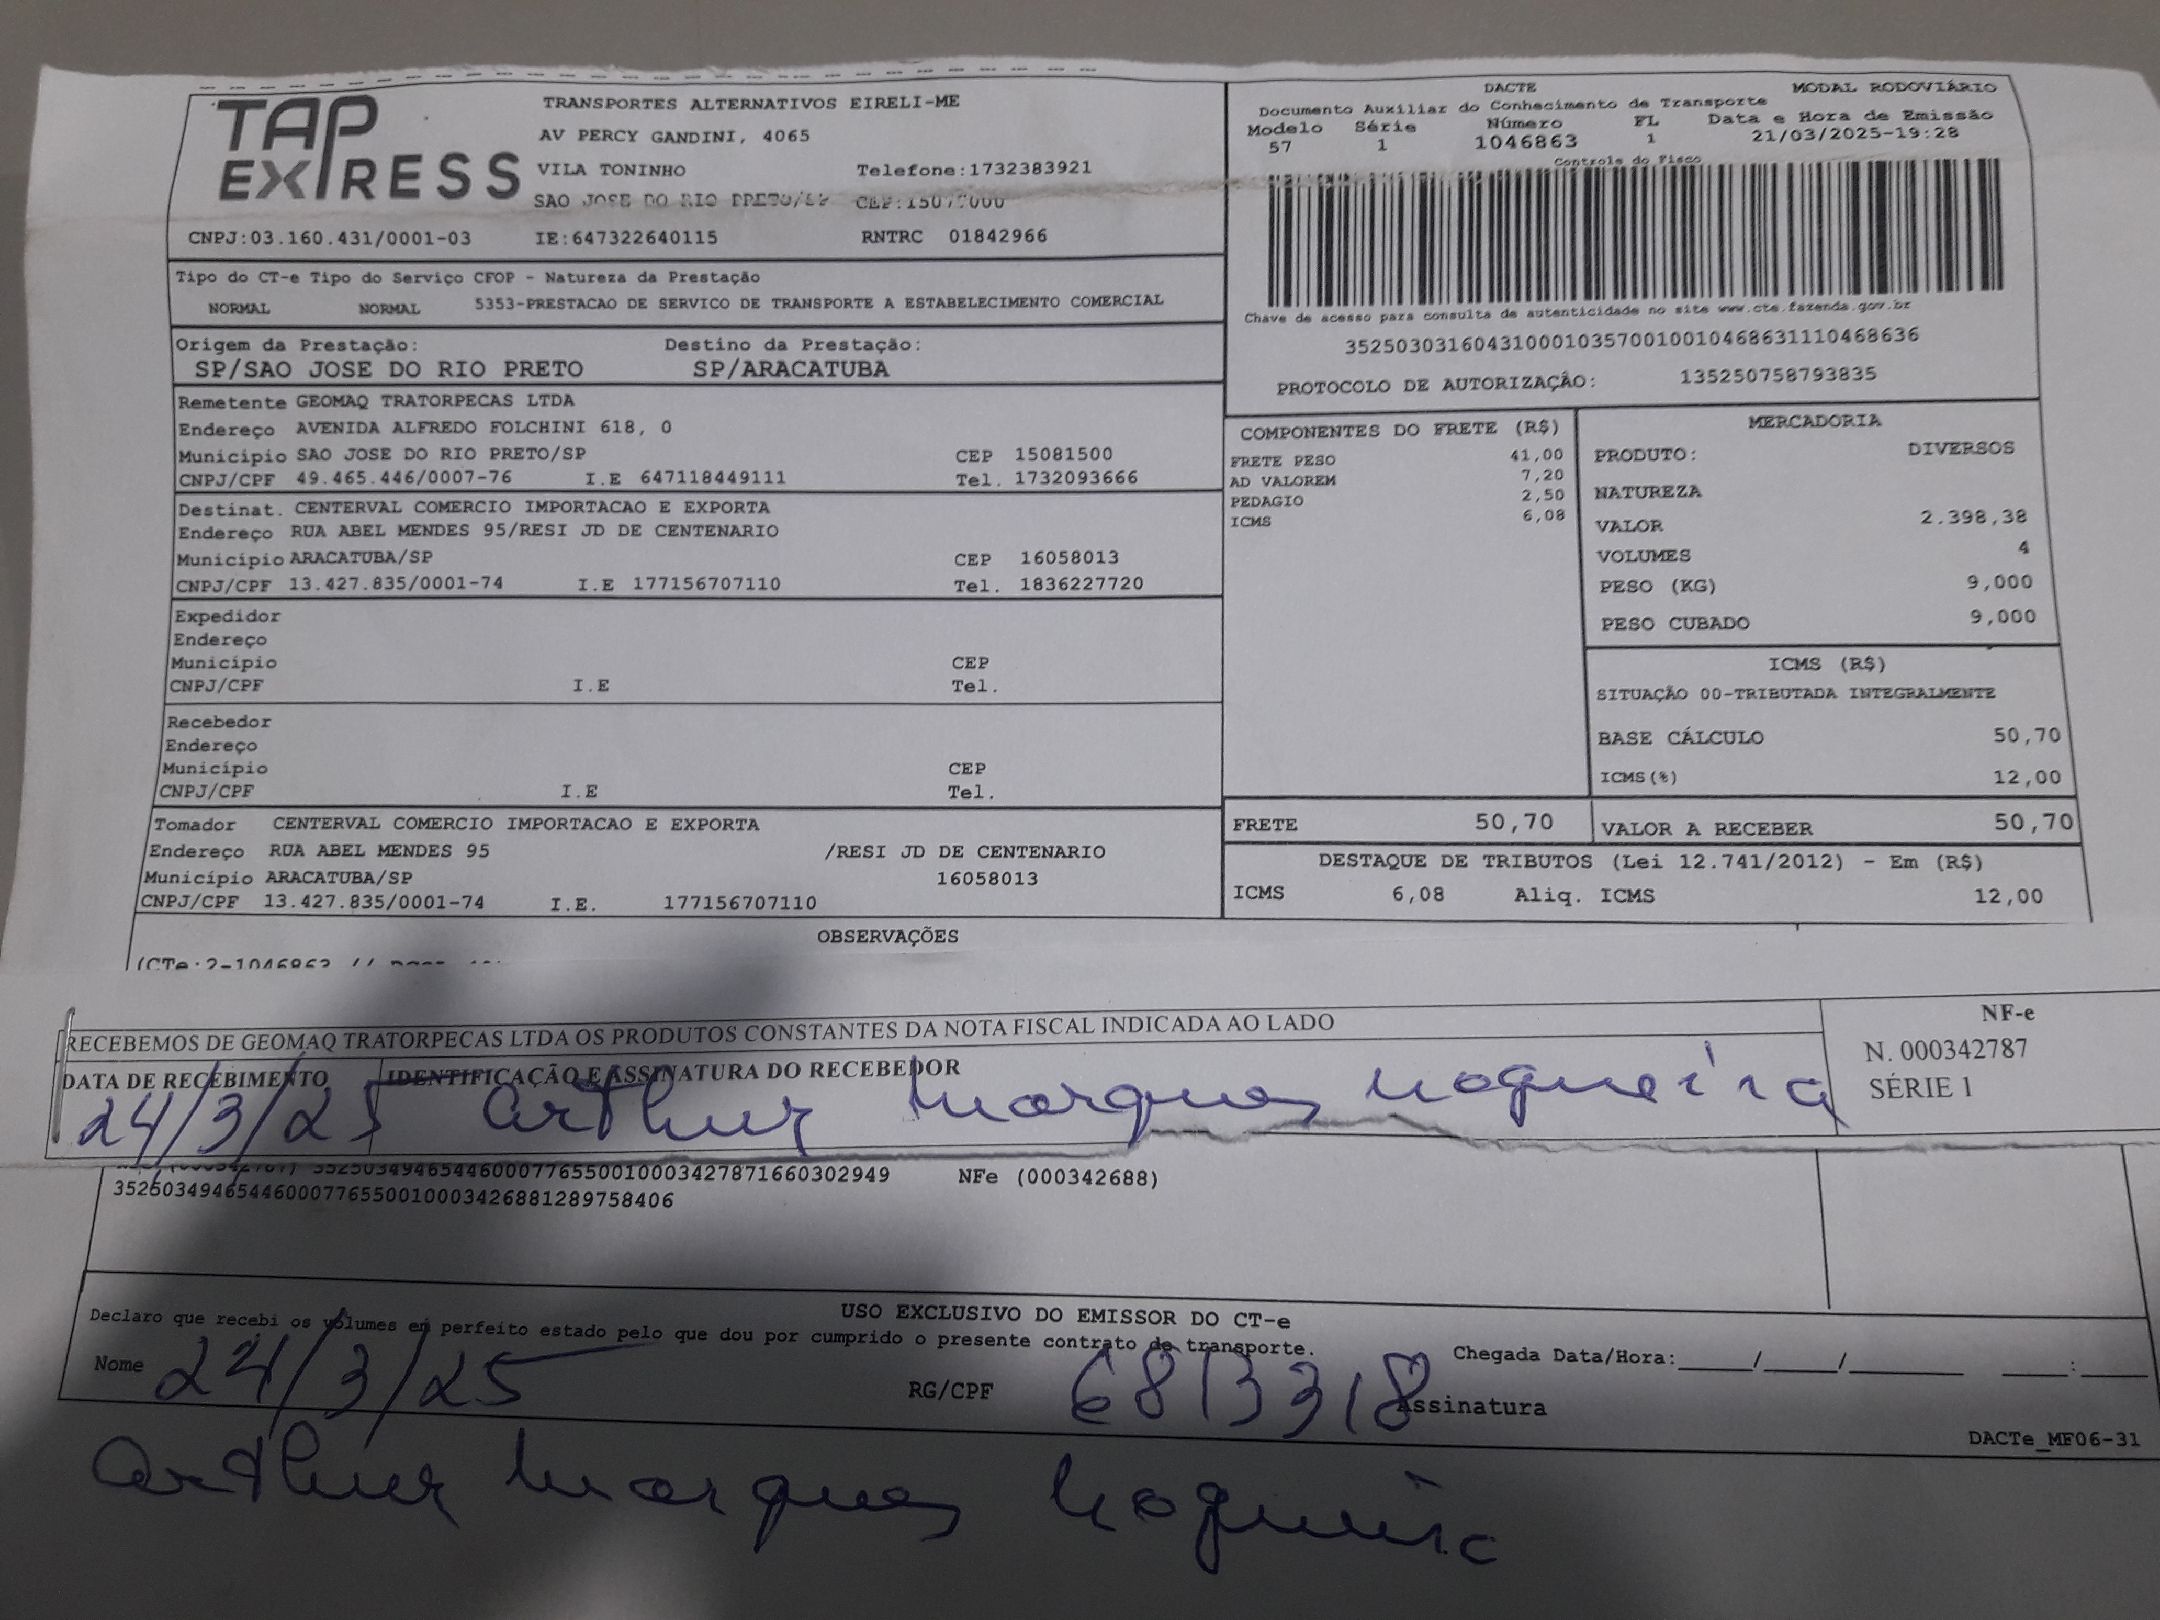 TAP EXPRESS
TRANSPORTES ALTERNATIVOS EIRELI-ME
AV PERCY GANDINI, 4065
VILA TONINHO Telefone:1732383921
SAO JOSE DO RIO PRETO/SP
CNPJ:03.160.431/0001-03 IE:647322640115 RNTRC 01842966
DACTE MODAL RODOVIÁRIO
Documento Auxiliar do Conhecimento de Transporte
Modelo Série Número FL Data e Hora de Emissão
57 1 1046863 1 21/03/2025-19:28
Controle do Fisco
Chave de acesso para consulta de autenticidade no site www.cte.fazenda.gov.br
35250303160431000103570010010468631110468636
PROTOCOLO DE AUTORIZAÇÃO: 135250758793835
Tipo do CT-e Tipo do Serviço CFOP - Natureza da Prestação
NORMAL NORMAL 5353-PRESTACAO DE SERVICO DE TRANSPORTE A ESTABELECIMENTO COMERCIAL
Origem da Prestação: Destino da Prestação:
SP/SAO JOSE DO RIO PRETO SP/ARACATUBA
Remetente GEOMAQ TRATORPECAS LTDA
Endereço AVENIDA ALFREDO FOLCHINI 618, 0
Município SAO JOSE DO RIO PRETO/SP CEP 15081500
CNPJ/CPF 49.465.446/0007-76 I.E 647118449111 Tel. 1732093666
Destinat. CENTERVAL COMERCIO IMPORTACAO E EXPORTA
Endereço RUA ABEL MENDES 95/RESI JD DE CENTENARIO
Município ARACATUBA/SP CEP 16058013
CNPJ/CPF 13.427.835/0001-74 I.E 177156707110 Tel. 1836227720
Expedidor
Endereço
Município CEP
CNPJ/CPF I.E Tel.
Recebedor
Endereço
Município CEP
CNPJ/CPF I.E Tel.
Tomador CENTERVAL COMERCIO IMPORTACAO E EXPORTA
Endereço RUA ABEL MENDES 95 /RESI JD DE CENTENARIO
Município ARACATUBA/SP 16058013
CNPJ/CPF 13.427.835/0001-74 I.E. 177156707110
COMPONENTES DO FRETE (R$)
FRETE PESO 41,00
AD VALOREM 7,20
PEDAGIO 2,50
ICMS 6,08
MERCADORIA
PRODUTO: DIVERSOS
NATUREZA
VALOR 2.398,38
VOLUMES 4
PESO (KG) 9,000
PESO CUBADO 9,000
ICMS (R$)
SITUAÇÃO 00-TRIBUTADA INTEGRALMENTE
BASE CÁLCULO 50,70
ICMS(%) 12,00
FRETE 50,70 VALOR A RECEBER 50,70
DESTAQUE DE TRIBUTOS (Lei 12.741/2012) - Em (R$)
ICMS 6,08 Aliq. ICMS 12,00
OBSERVAÇÕES
(CTe:2-1046863 //
RECEBEMOS DE GEOMAQ TRATORPECAS LTDA OS PRODUTOS CONSTANTES DA NOTA FISCAL INDICADA AO LADO
DATA DE RECEBIMENTO IDENTIFICAÇÃO E ASSINATURA DO RECEBEDOR
24/3/25 Arthur Marques Nogueira
NF-e
N. 000342787
SÉRIE 1
35250349465446000776550010003427871660302949 NFe (000342688)
35250349465446000776550010003426881289758406
USO EXCLUSIVO DO EMISSOR DO CT-e
Declaro que recebi os volumes em perfeito estado pelo que dou por cumprido o presente contrato de transporte.
Nome 24/3/25 RG/CPF 6813318 Assinatura
Chegada Data/Hora:_____/_____/_________ _____:_____
DACTe_MF06-31
Arthur Marques Nogueira